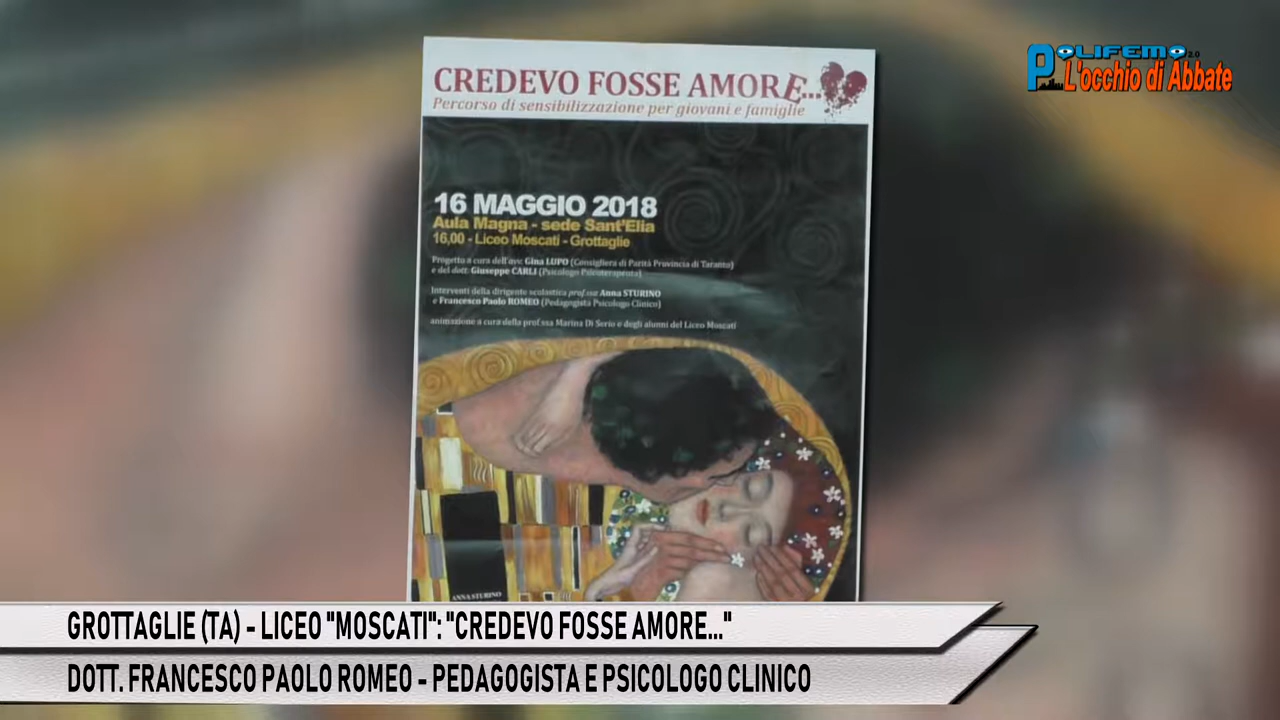 CREDEVO FOSSE AMORE...
Percorso di sensibilizzazione per giovani e famiglie
16 MAGGIO 2018
Aula Magna - sede Sant'Elia
16,00 - Liceo Moscati - Grottaglie
Progetto a cura dell'avv. Gina LUPO (Consigliera di Parità Provincia di Taranto)
e del dott. Giuseppe CARLI (Psicologo Psicoterapeuta)
Interventi della dirigente scolastica prof.ssa Anna STURINO
e Francesco Paolo ROMEO (Pedagogista Psicologo Clinico)
animazione a cura della prof.ssa Marina Di Serio e degli alunni del Liceo Moscati
ANNA STURINO
POLIFEMO 2.0
L'occhio di Abbate
GROTTAGLIE (TA) - LICEO "MOSCATI": "CREDEVO FOSSE AMORE..."
DOTT. FRANCESCO PAOLO ROMEO - PEDAGOGISTA E PSICOLOGO CLINICO